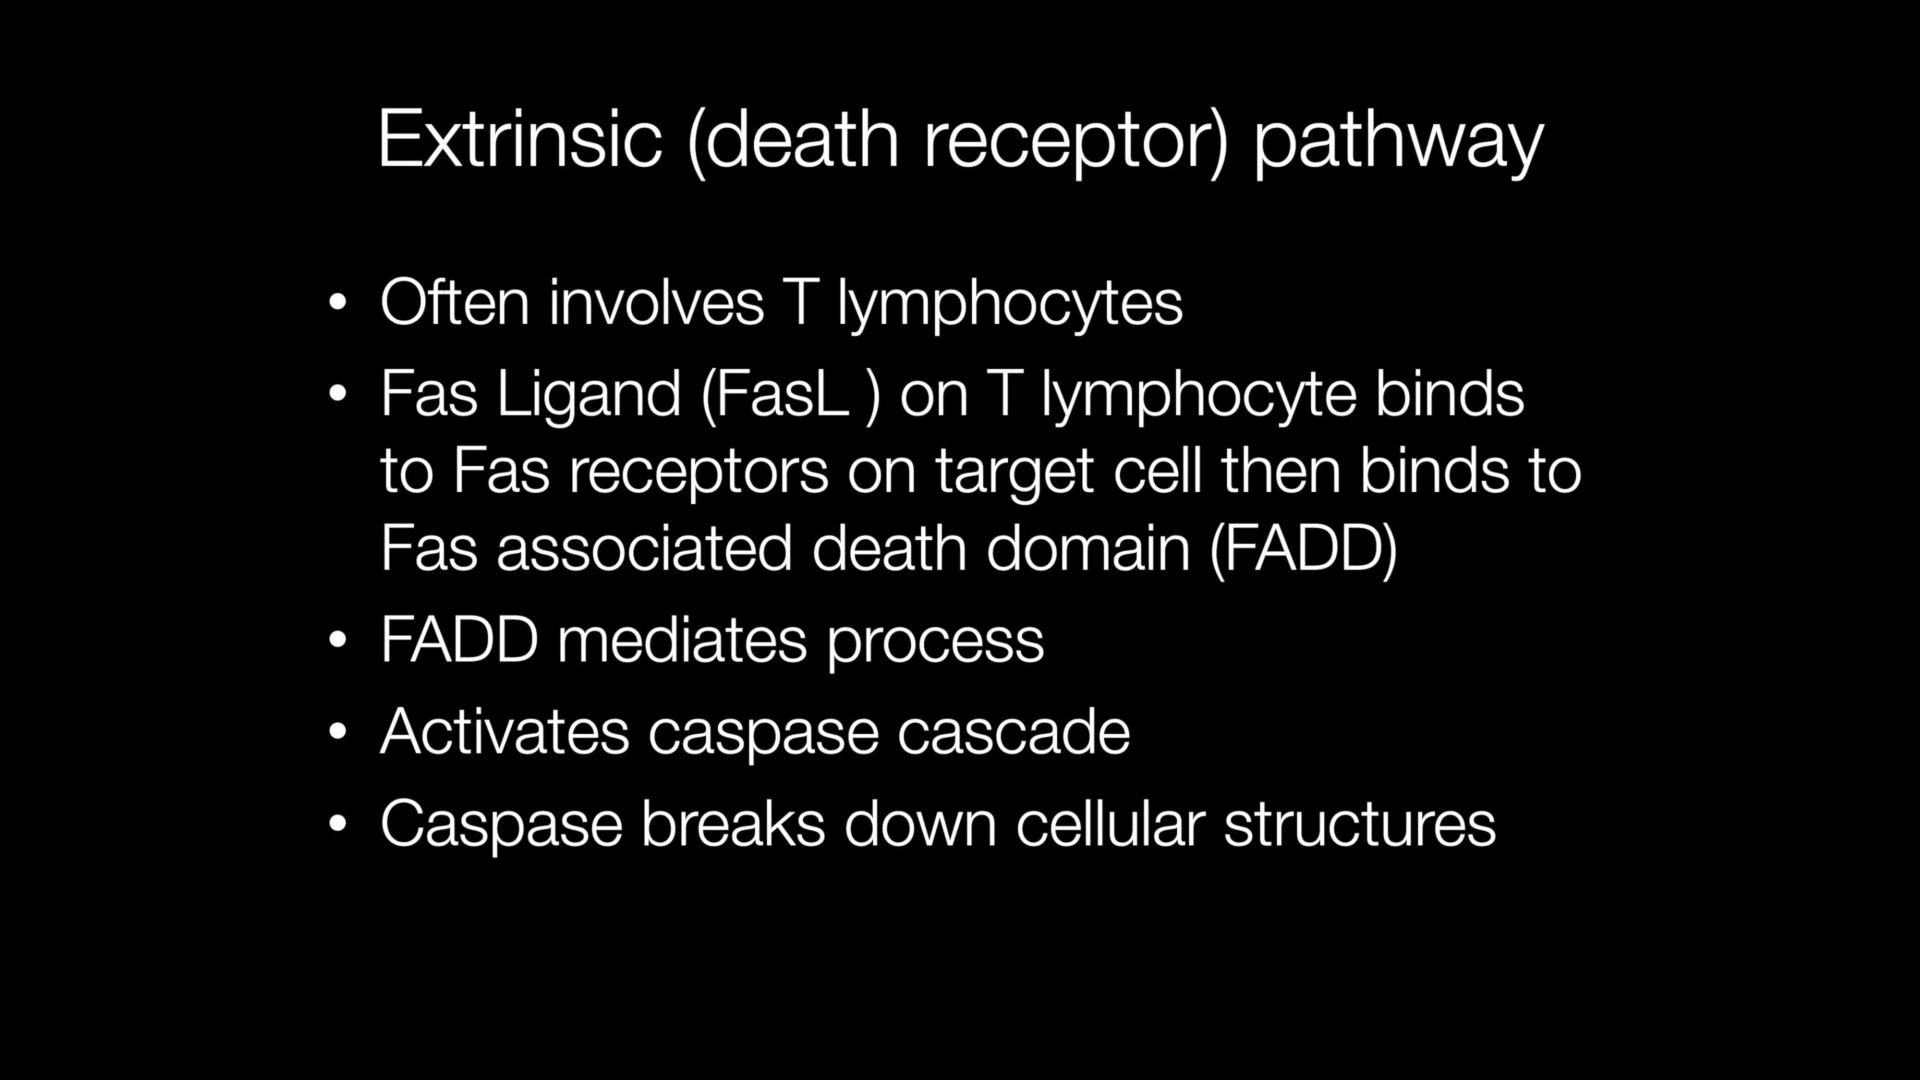 Extrinsic (death receptor) pathway
• Often involves T lymphocytes
• Fas Ligand (FasL ) on T lymphocyte binds
to Fas receptors on target cell then binds to
Fas associated death domain (FADD)
• FADD mediates process
• Activates caspase cascade
• Caspase breaks down cellular structures